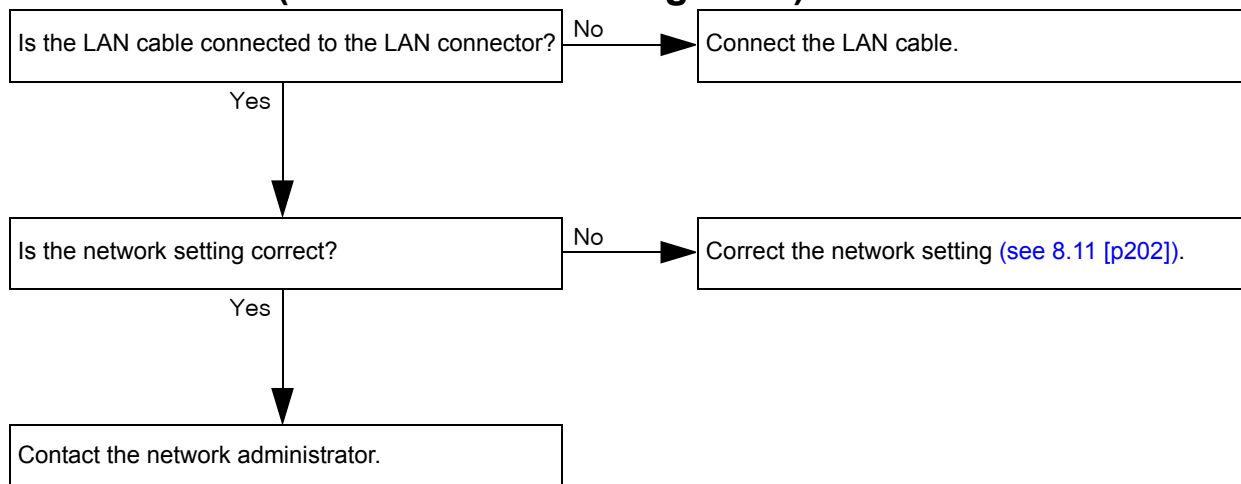 Is the LAN cable connected to the LAN connector?
No
Connect the LAN cable.
Yes
Is the network setting correct?
No
Correct the network setting (see 8.11 [p202]).
Yes
Contact the network administrator.